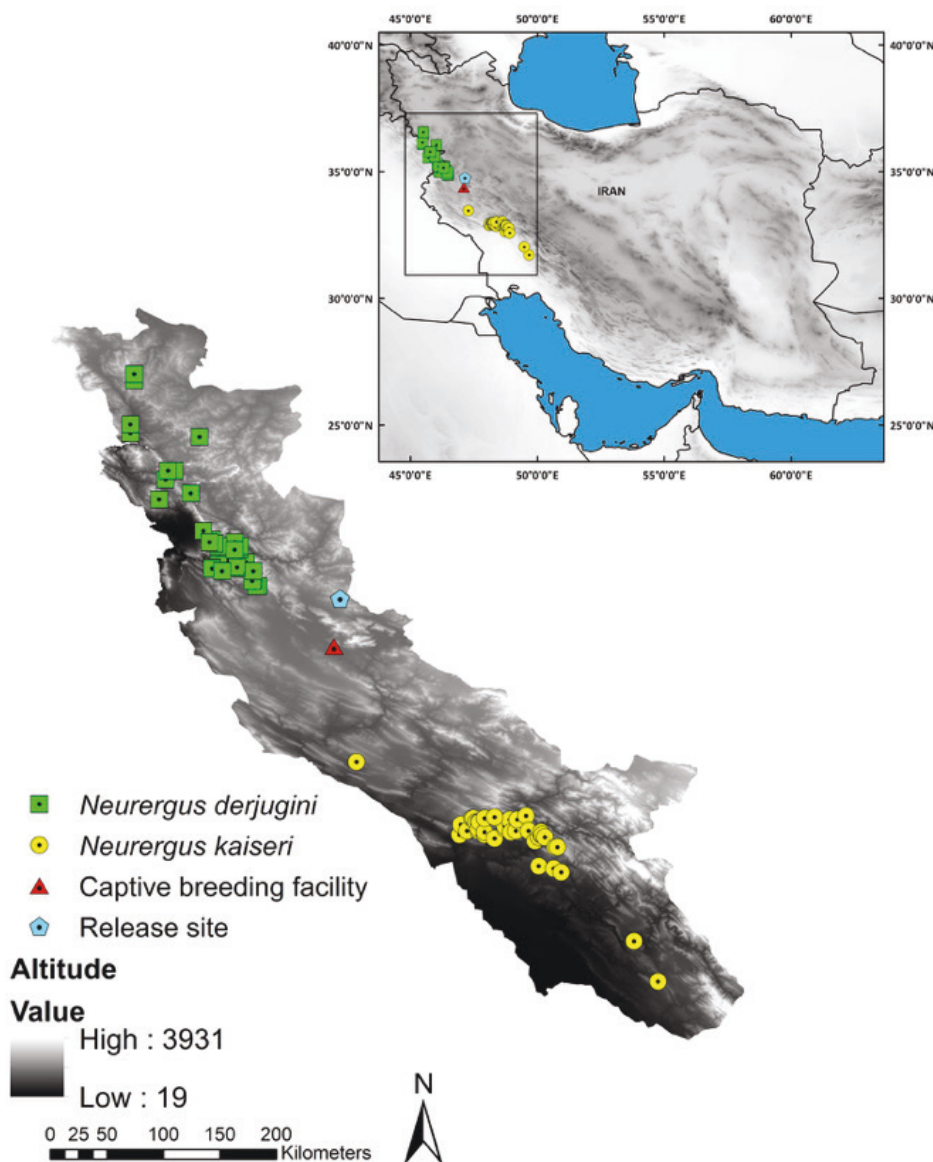 45°0'0"E 50°0'0"E 55°0'0"E 60°0'0"E
40°0'0"N 40°0'0"N
35°0'0"N 35°0'0"N
IRAN
30°0'0"N 30°0'0"N
25°0'0"N 25°0'0"N
45°0'0"E 50°0'0"E 55°0'0"E 60°0'0"E
Neurergus derjugini
Neurergus kaiseri
Captive breeding facility
Release site
Altitude
Value
High : 3931
Low : 19
N
0 25 50 100 150 200
Kilometers